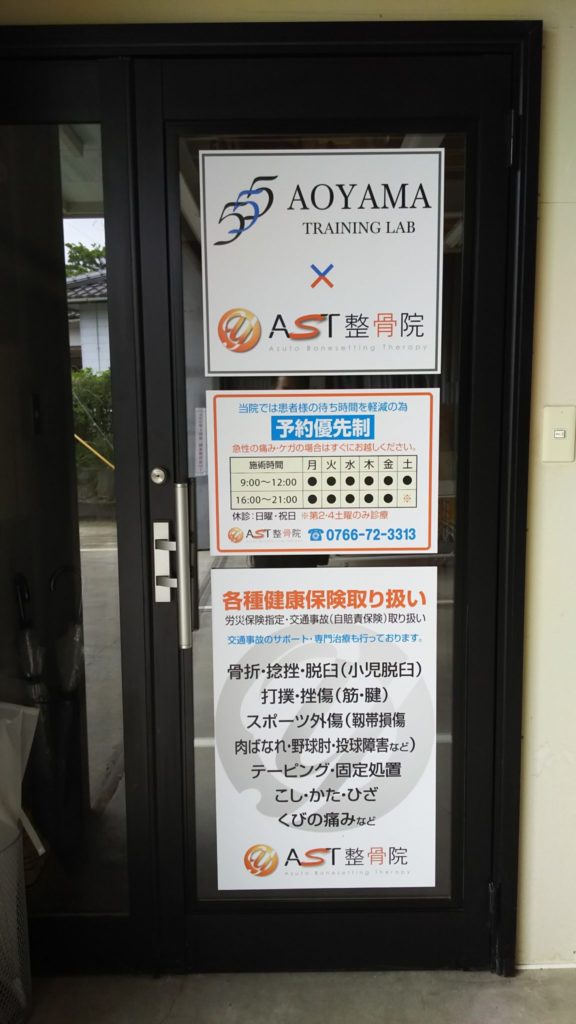 555 AOYAMA
TRAINING LAB
×
AST整骨院
Azuto Bonesetting Therapy
当院では患者様の待ち時間を軽減の為
予約優先制
急性の痛み・ケガの場合はすぐにお越しください。
施術時間 月 火 水 木 金 土
9:00～12:00 ● ● ● ● ● ●
16:00～21:00 ● ● ● ● ● ※
休診:日曜・祝日 ※第2・4土曜のみ診療
AST整骨院 ☎0766-72-3313
各種健康保険取り扱い
労災保険指定・交通事故(自賠責保険)取り扱い
交通事故のサポート・専門治療も行っております。
骨折・捻挫・脱臼(小児脱臼)
打撲・挫傷(筋・腱)
スポーツ外傷(靱帯損傷
肉ばなれ・野球肘・投球障害など)
テーピング・固定処置
こし・かた・ひざ
くびの痛みなど
AST整骨院
Azuto Bonesetting Therapy